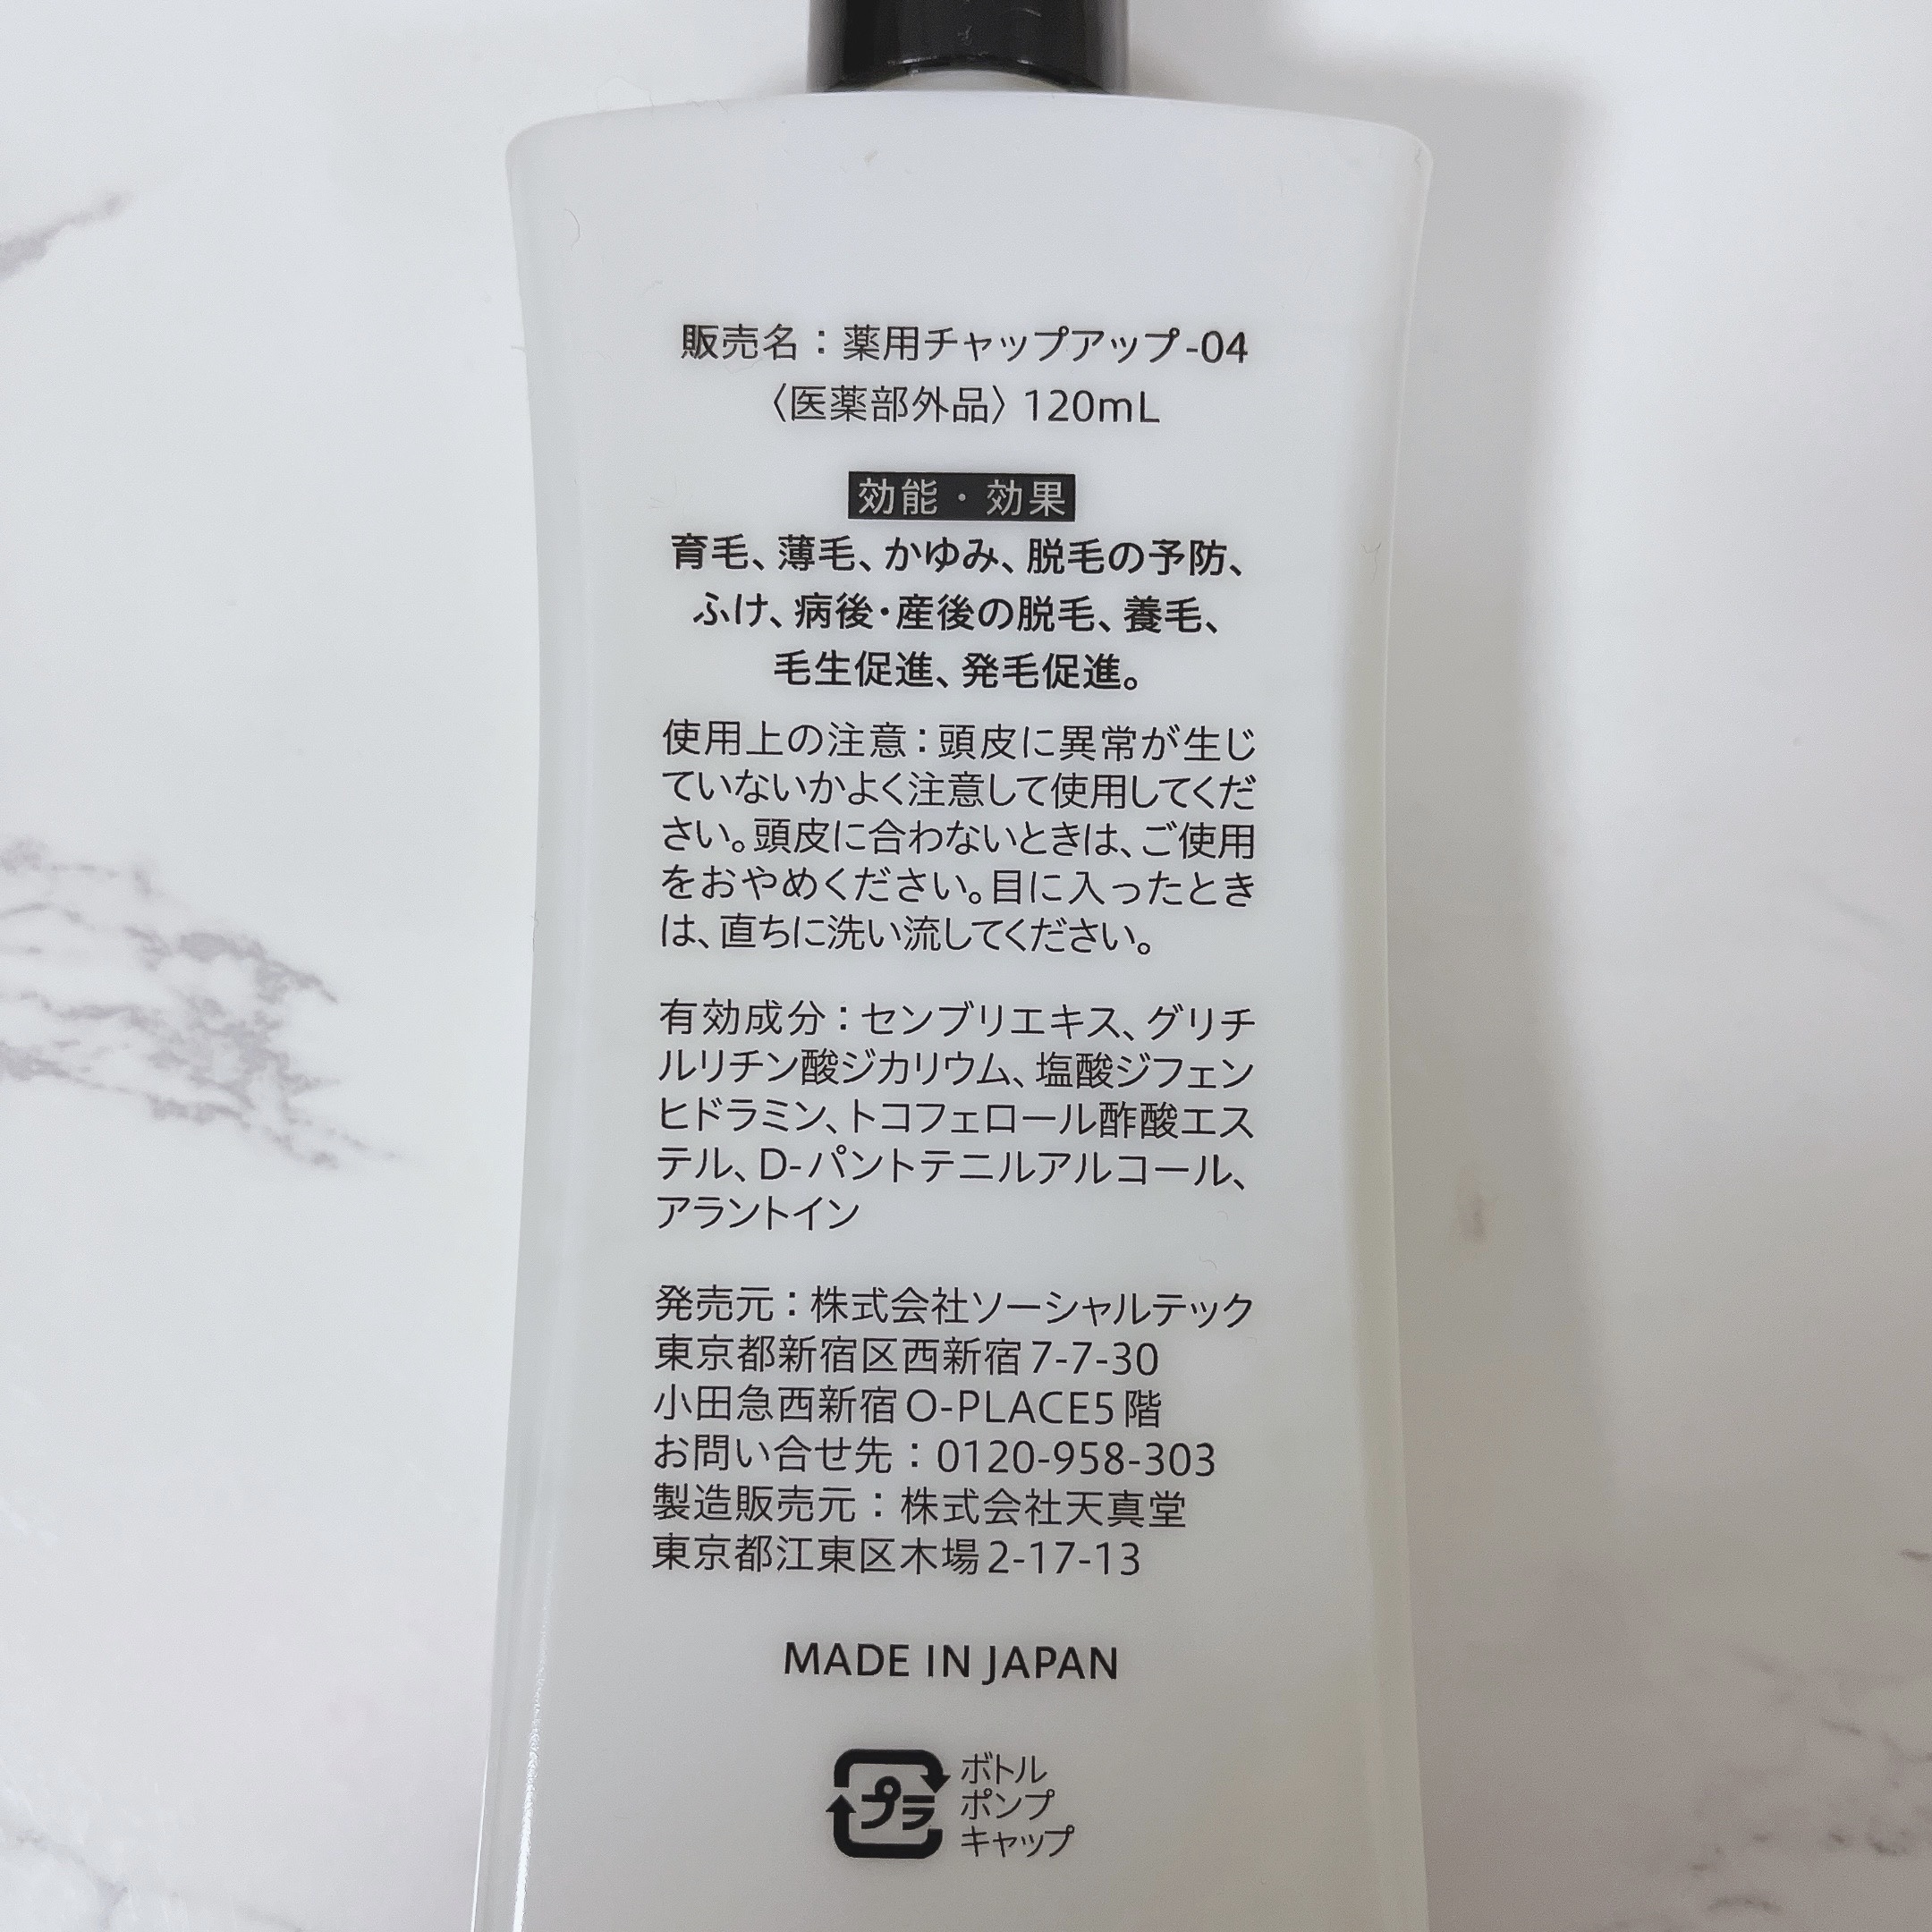 販売名：薬用チャップアップ-04
〈医薬部外品〉120mL
効能・効果
育毛、薄毛、かゆみ、脱毛の予防、
ふけ、病後・産後の脱毛、養毛、
毛生促進、発毛促進。
使用上の注意：頭皮に異常が生じ
ていないかよく注意して使用してくだ
さい。頭皮に合わないときは、ご使用
をおやめください。目に入ったとき
は、直ちに洗い流してください。
有効成分：センブリエキス、グリチ
ルリチン酸ジカリウム、塩酸ジフェン
ヒドラミン、トコフェロール酢酸エス
テル、D-パントテニルアルコール、
アラントイン
発売元：株式会社ソーシャルテック
東京都新宿区西新宿7-7-30
小田急西新宿O-PLACE5階
お問い合せ先：0120-958-303
製造販売元：株式会社天真堂
東京都江東区木場2-17-13
MADE IN JAPAN
プラ
ボトル
ポンプ
キャップ